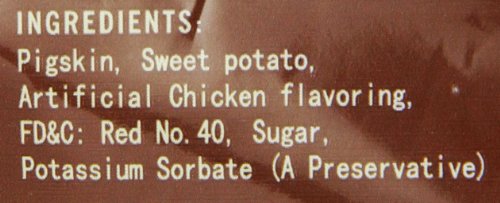 INGREDIENTS:
Pigskin, Sweet potato,
Artificial Chicken flavoring,
FD&C: Red No. 40, Sugar,
Potassium Sorbate (A Preservative)